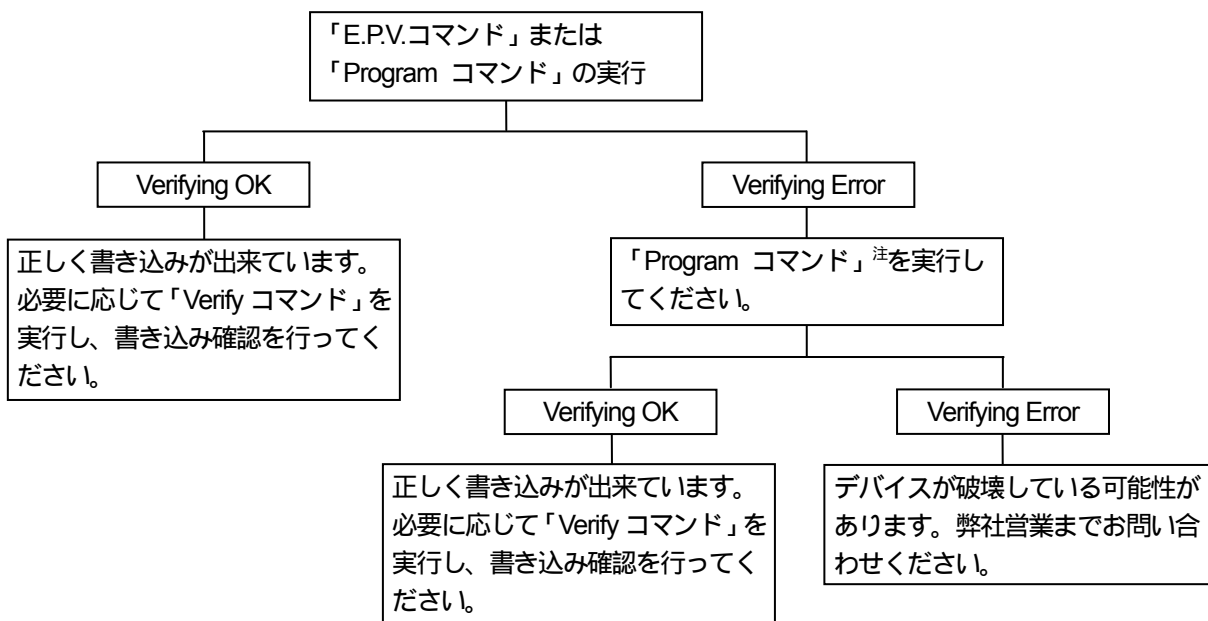 「E.P.V.コマンド」または
「Program コマンド」の実行
Verifying OK
Verifying Error
正しく書き込みが出来ています。
必要に応じて「Verify コマンド」を
実行し、書き込み確認を行ってく
ださい。
「Program コマンド」注を実行し
てください。
Verifying OK
Verifying Error
正しく書き込みが出来ています。
必要に応じて「Verify コマンド」を
実行し、書き込み確認を行ってく
ださい。
デバイスが破壊している可能性が
あります。弊社営業までお問い合
わせください。